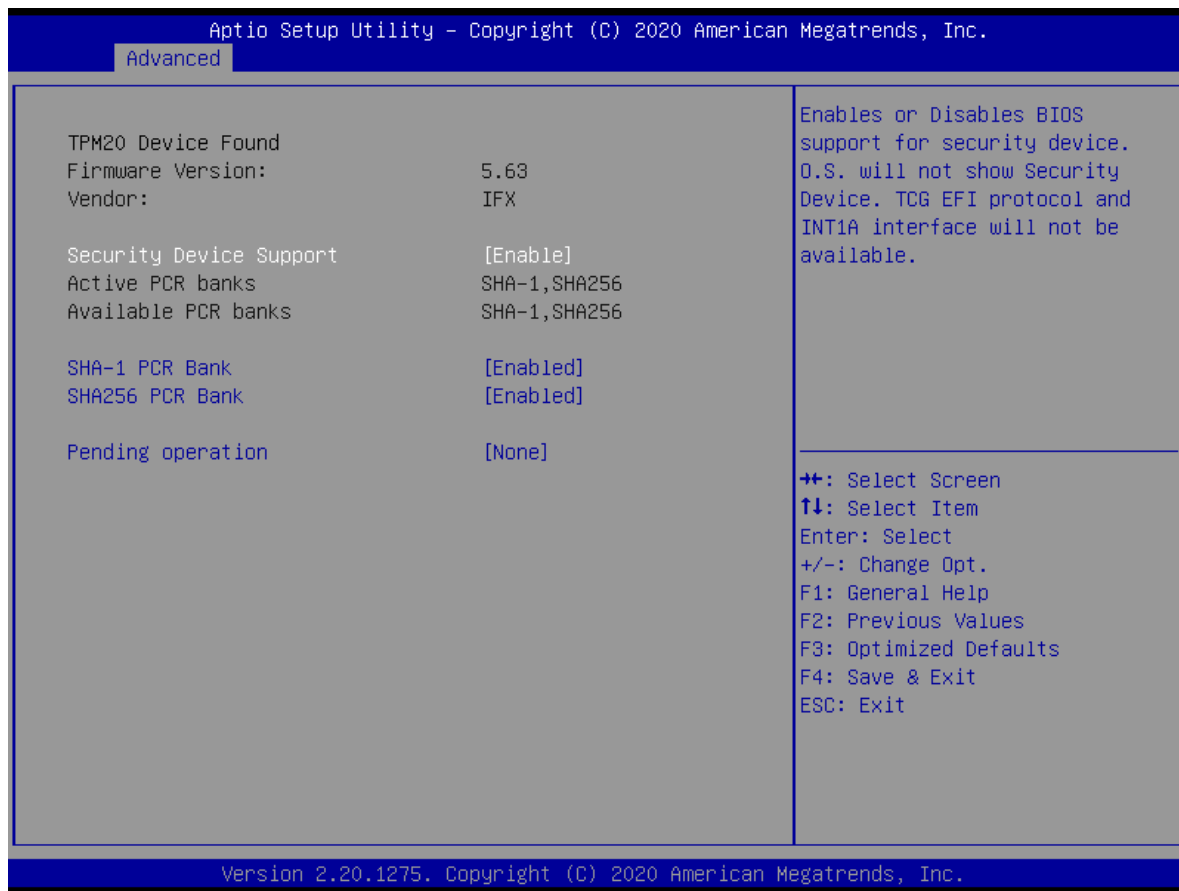 Aptio Setup Utility – Copyright (C) 2020 American Megatrends, Inc.
Advanced
TPM20 Device Found
Firmware Version: 5.63
Vendor: IFX
Security Device Support [Enable]
Active PCR banks SHA-1,SHA256
Available PCR banks SHA-1,SHA256
SHA-1 PCR Bank [Enabled]
SHA256 PCR Bank [Enabled]
Pending operation [None]
Enables or Disables BIOS
support for security device.
O.S. will not show Security
Device. TCG EFI protocol and
INT1A interface will not be
available.
→←: Select Screen
↑↓: Select Item
Enter: Select
+/-: Change Opt.
F1: General Help
F2: Previous Values
F3: Optimized Defaults
F4: Save & Exit
ESC: Exit
Version 2.20.1275. Copyright (C) 2020 American Megatrends, Inc.